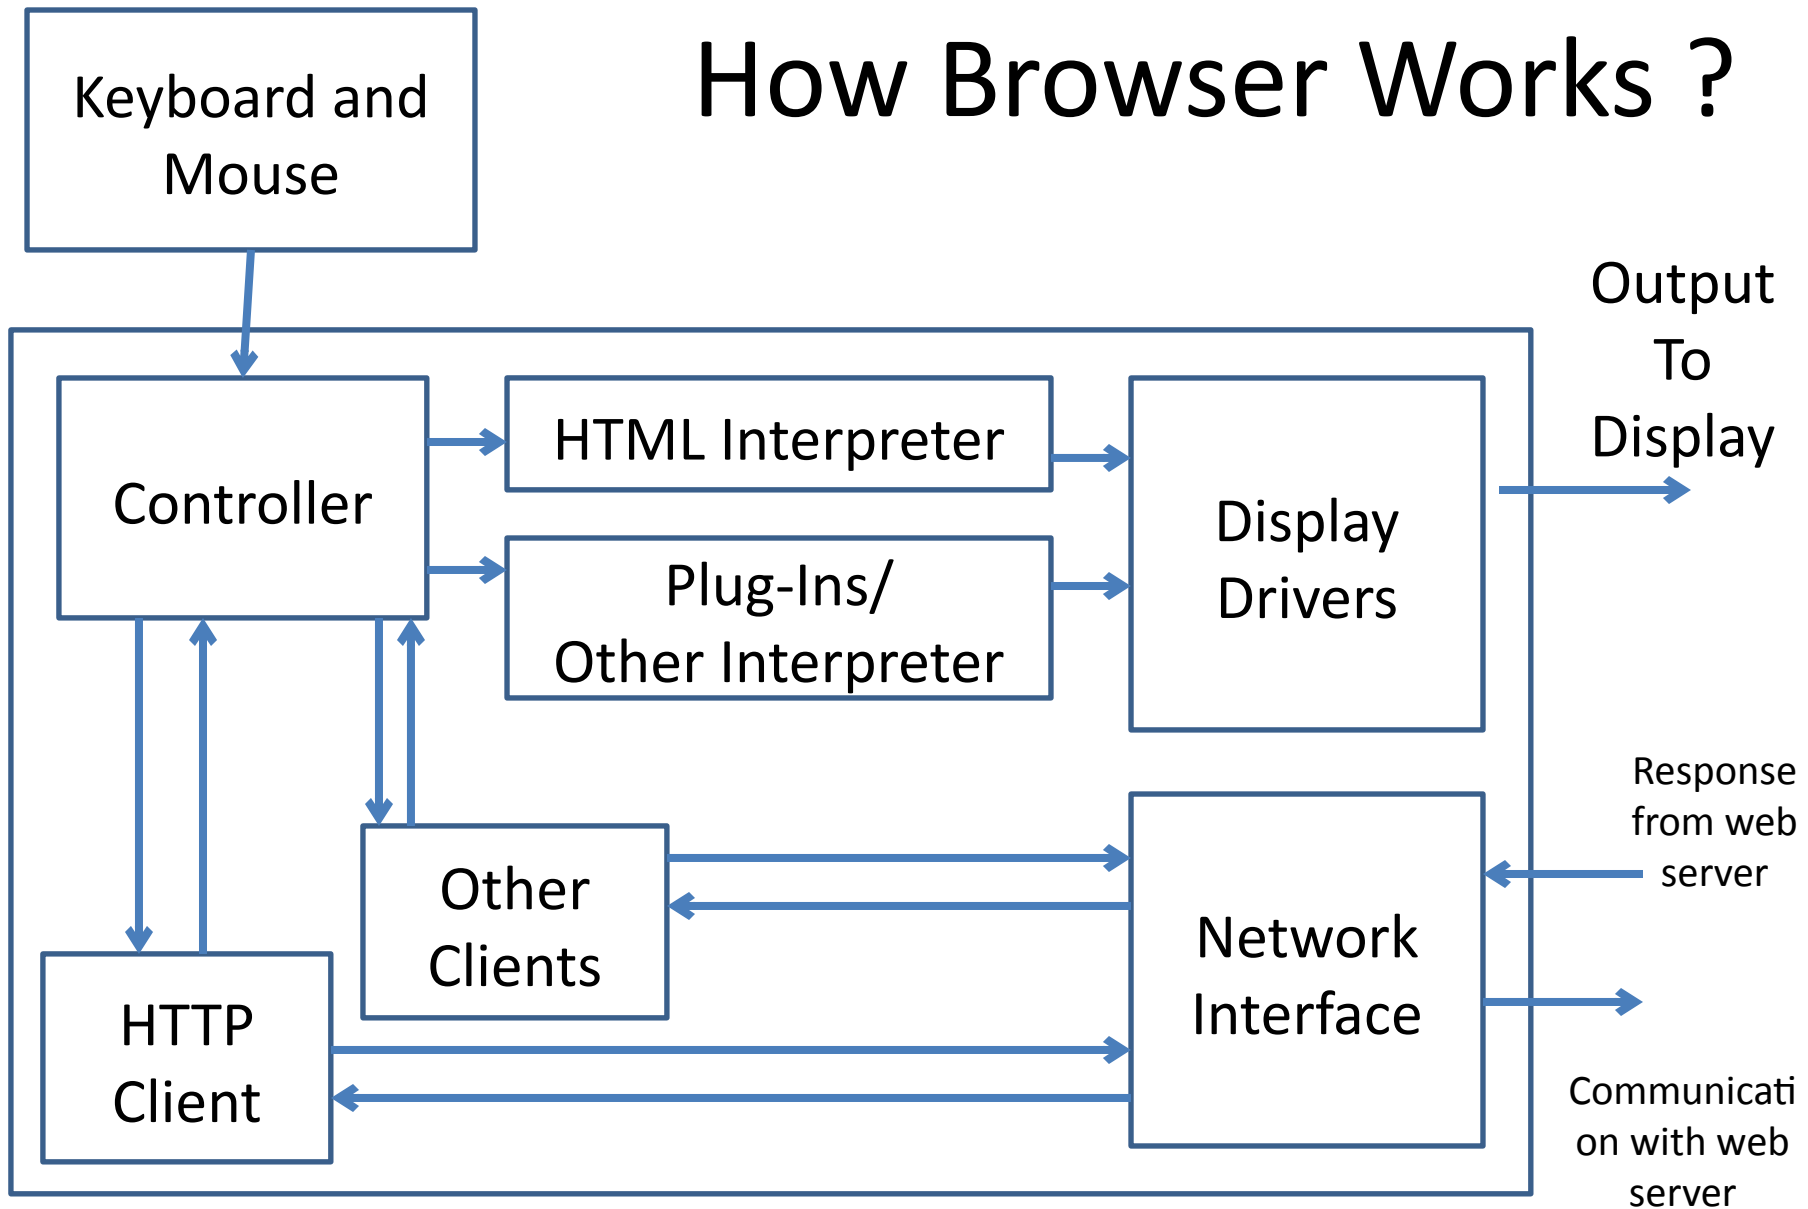 How Browser Works ?
Keyboard and
Mouse
Output
To
Display
Controller
HTML Interpreter
Plug-Ins/
Other Interpreter
Display
Drivers
Response
from web
server
Other
Clients
Network
Interface
HTTP
Client
Communicati
on with web
server